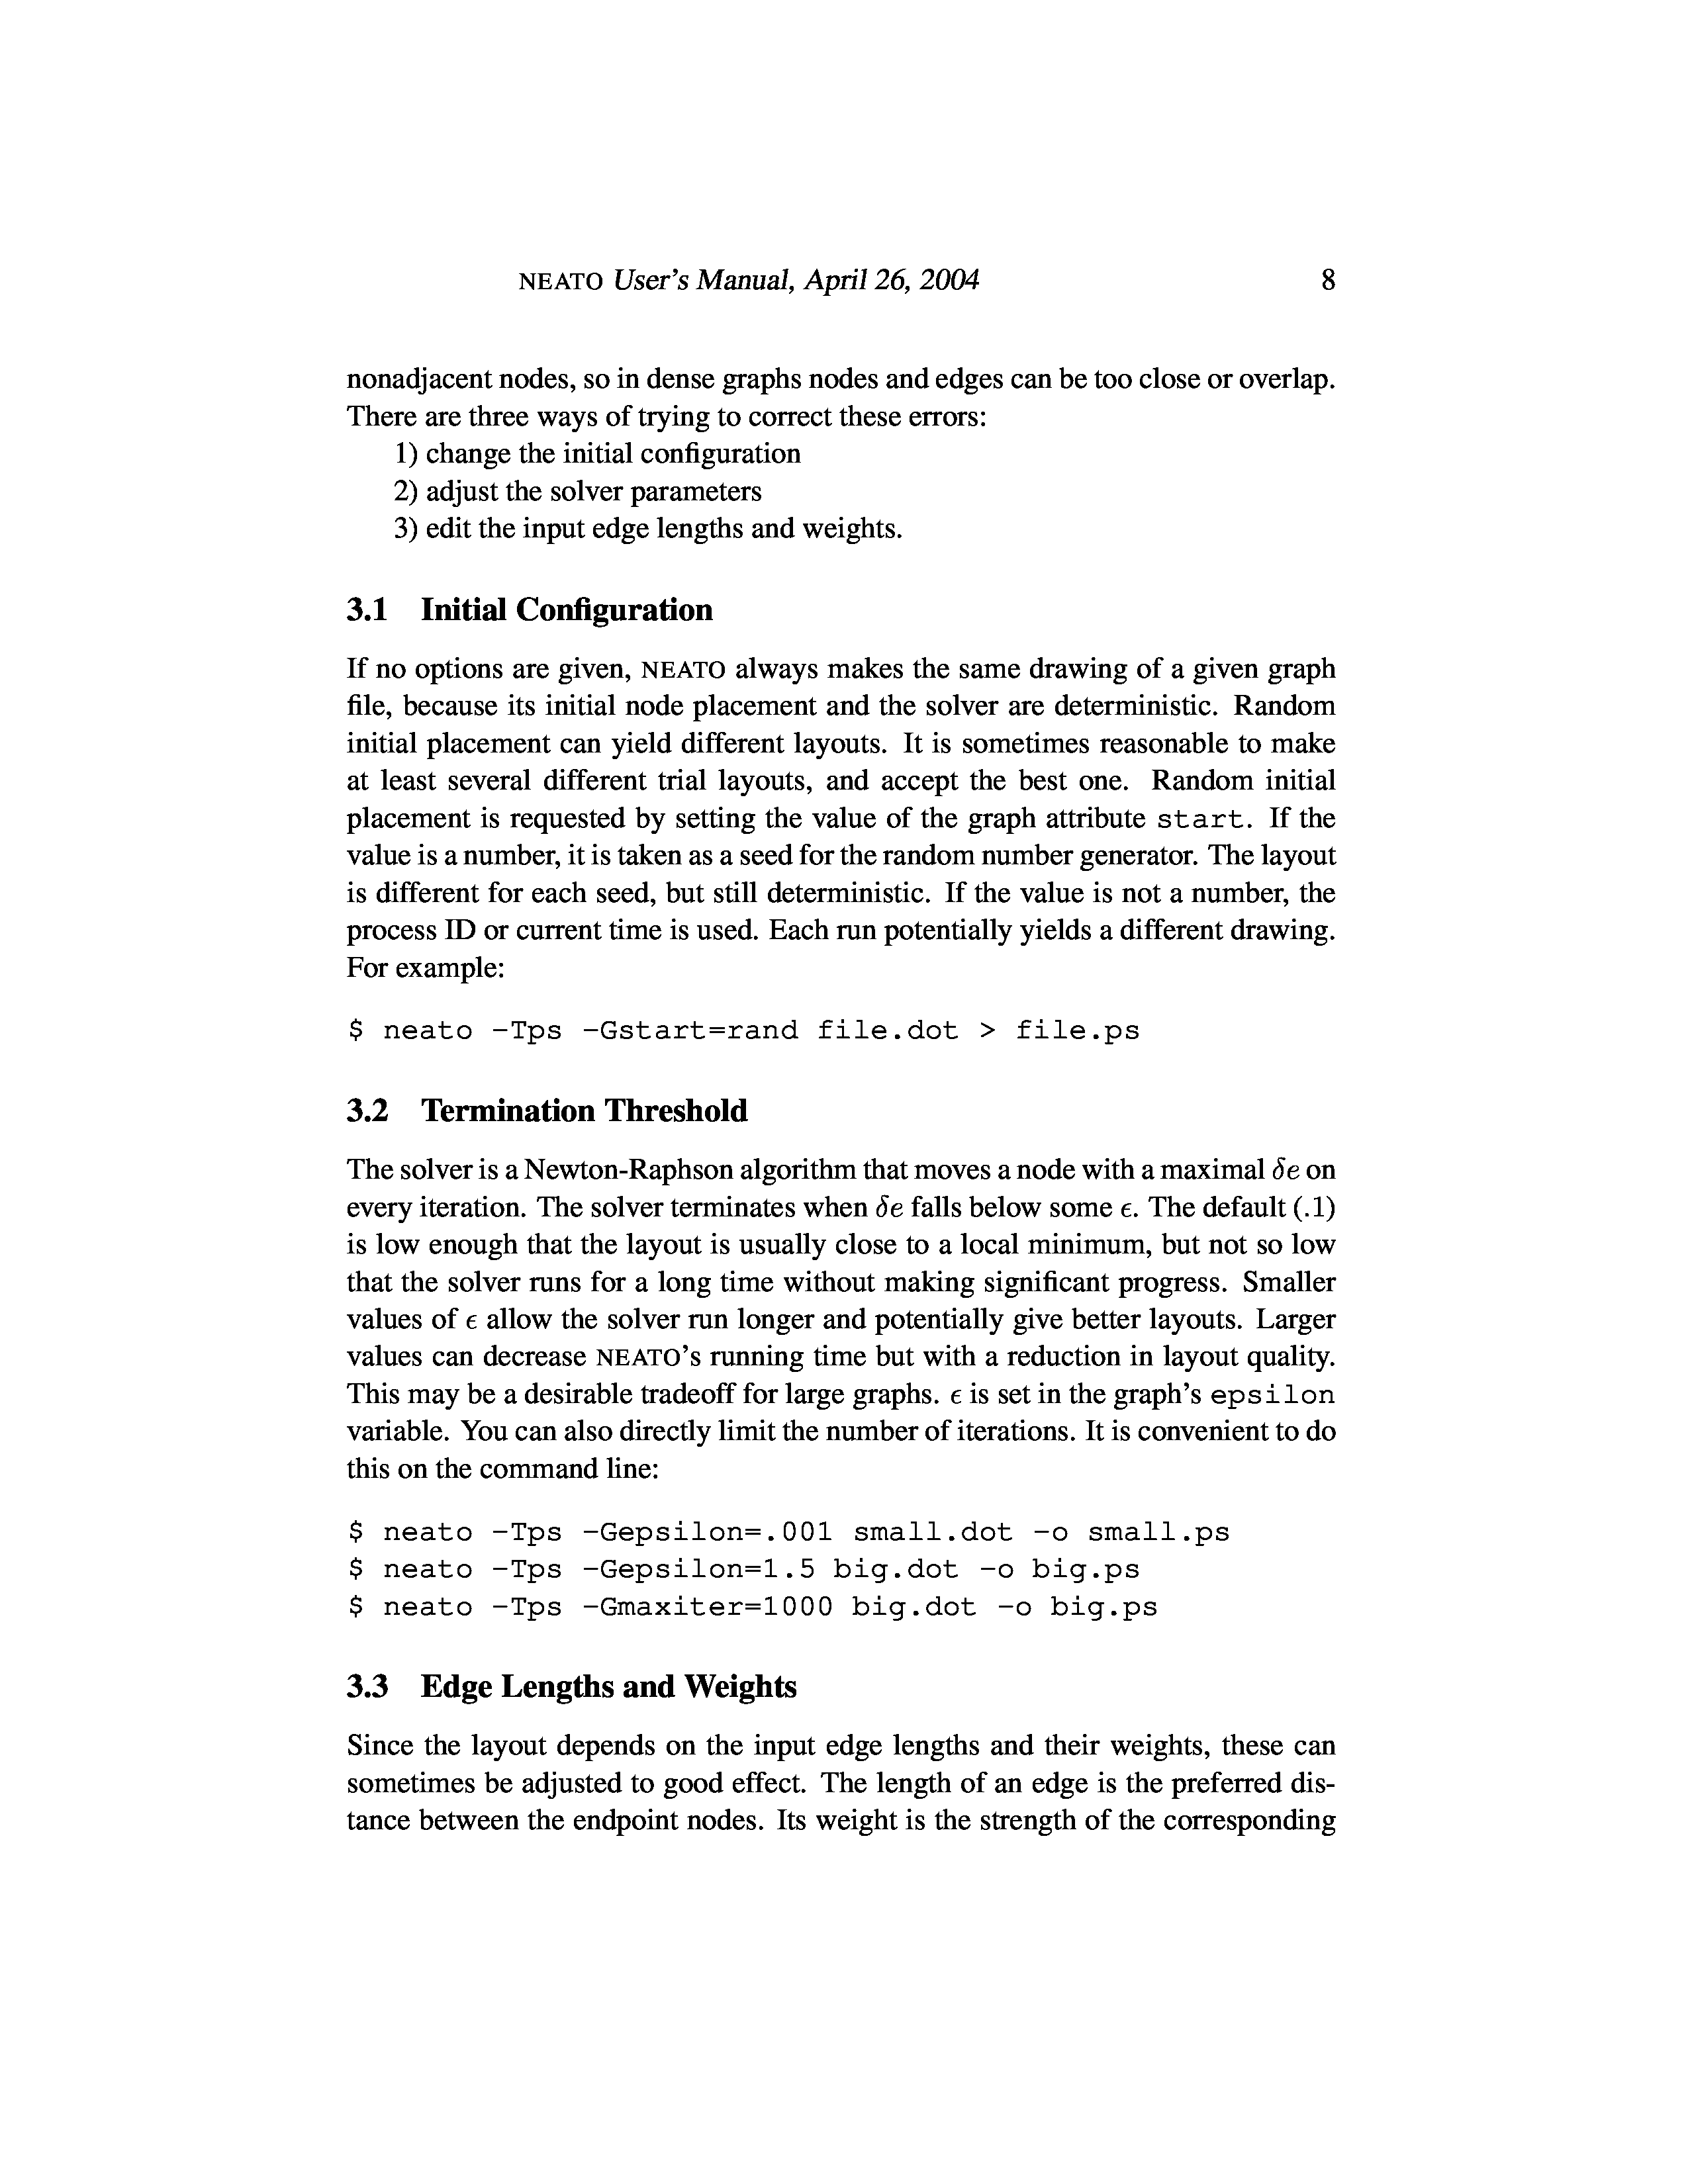 NEATO User's Manual, April 26, 2004 8
nonadjacent nodes, so in dense graphs nodes and edges can be too close or overlap.
There are three ways of trying to correct these errors:
1) change the initial configuration
2) adjust the solver parameters
3) edit the input edge lengths and weights.
3.1 Initial Configuration
If no options are given, NEATO always makes the same drawing of a given graph
file, because its initial node placement and the solver are deterministic. Random
initial placement can yield different layouts. It is sometimes reasonable to make
at least several different trial layouts, and accept the best one. Random initial
placement is requested by setting the value of the graph attribute start. If the
value is a number, it is taken as a seed for the random number generator. The layout
is different for each seed, but still deterministic. If the value is not a number, the
process ID or current time is used. Each run potentially yields a different drawing.
For example:
$ neato -Tps -Gstart=rand file.dot > file.ps
3.2 Termination Threshold
The solver is a Newton-Raphson algorithm that moves a node with a maximal δe on
every iteration. The solver terminates when δe falls below some ϵ. The default (.1)
is low enough that the layout is usually close to a local minimum, but not so low
that the solver runs for a long time without making significant progress. Smaller
values of ϵ allow the solver run longer and potentially give better layouts. Larger
values can decrease NEATO's running time but with a reduction in layout quality.
This may be a desirable tradeoff for large graphs. ϵ is set in the graph's epsilon
variable. You can also directly limit the number of iterations. It is convenient to do
this on the command line:
$ neato -Tps -Gepsilon=.001 small.dot -o small.ps
$ neato -Tps -Gepsilon=1.5 big.dot -o big.ps
$ neato -Tps -Gmaxiter=1000 big.dot -o big.ps
3.3 Edge Lengths and Weights
Since the layout depends on the input edge lengths and their weights, these can
sometimes be adjusted to good effect. The length of an edge is the preferred dis-
tance between the endpoint nodes. Its weight is the strength of the corresponding